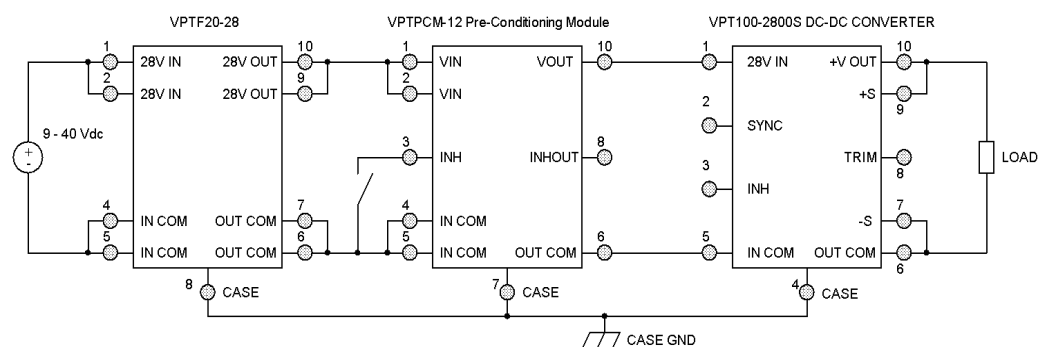 VPTF20-28 VPTPCM-12 Pre-Conditioning Module VPT100-2800S DC-DC CONVERTER
1 10 1 10 1 10
28V IN 28V OUT VIN VOUT 28V IN +V OUT
2 9 2 +S
28V IN 28V OUT VIN 9
2
SYNC
9 - 40 Vdc
+
-
3 8
INH INHOUT TRIM LOAD
8
3
INH
4 7 4 7
IN COM OUT COM IN COM -S
5 6 5 6 5
IN COM OUT COM IN COM OUT COM IN COM OUT COM
6
8 CASE 7 CASE 4 CASE
CASE GND